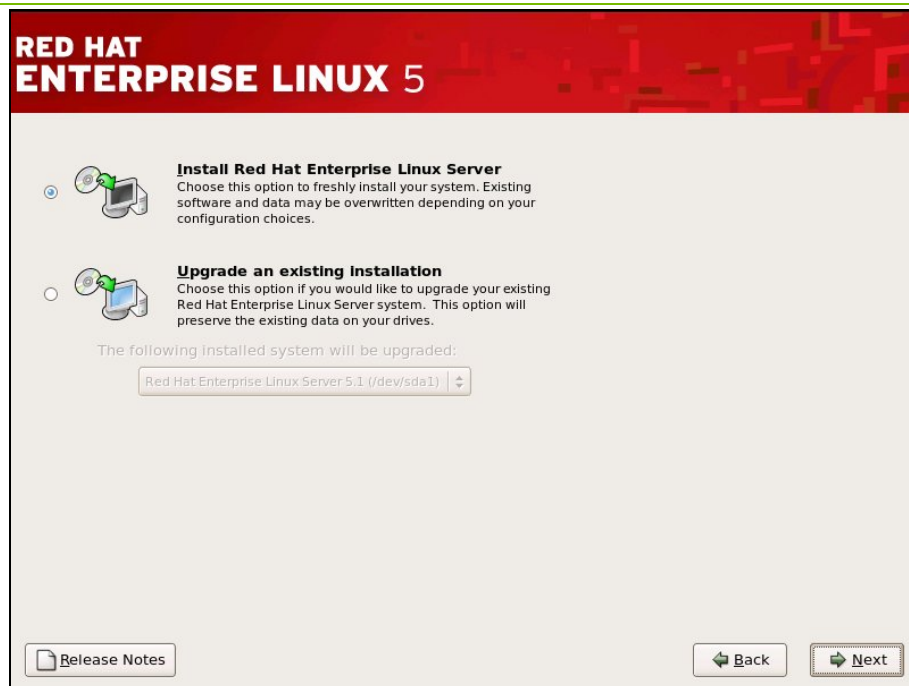 RED HAT
ENTERPRISE LINUX 5
Install Red Hat Enterprise Linux Server
Choose this option to freshly install your system. Existing
software and data may be overwritten depending on your
configuration choices.
Upgrade an existing installation
Choose this option if you would like to upgrade your existing
Red Hat Enterprise Linux Server system. This option will
preserve the existing data on your drives.
The following installed system will be upgraded:
Red Hat Enterprise Linux Server 5.1 (/dev/sda1)
Release Notes
Back
Next